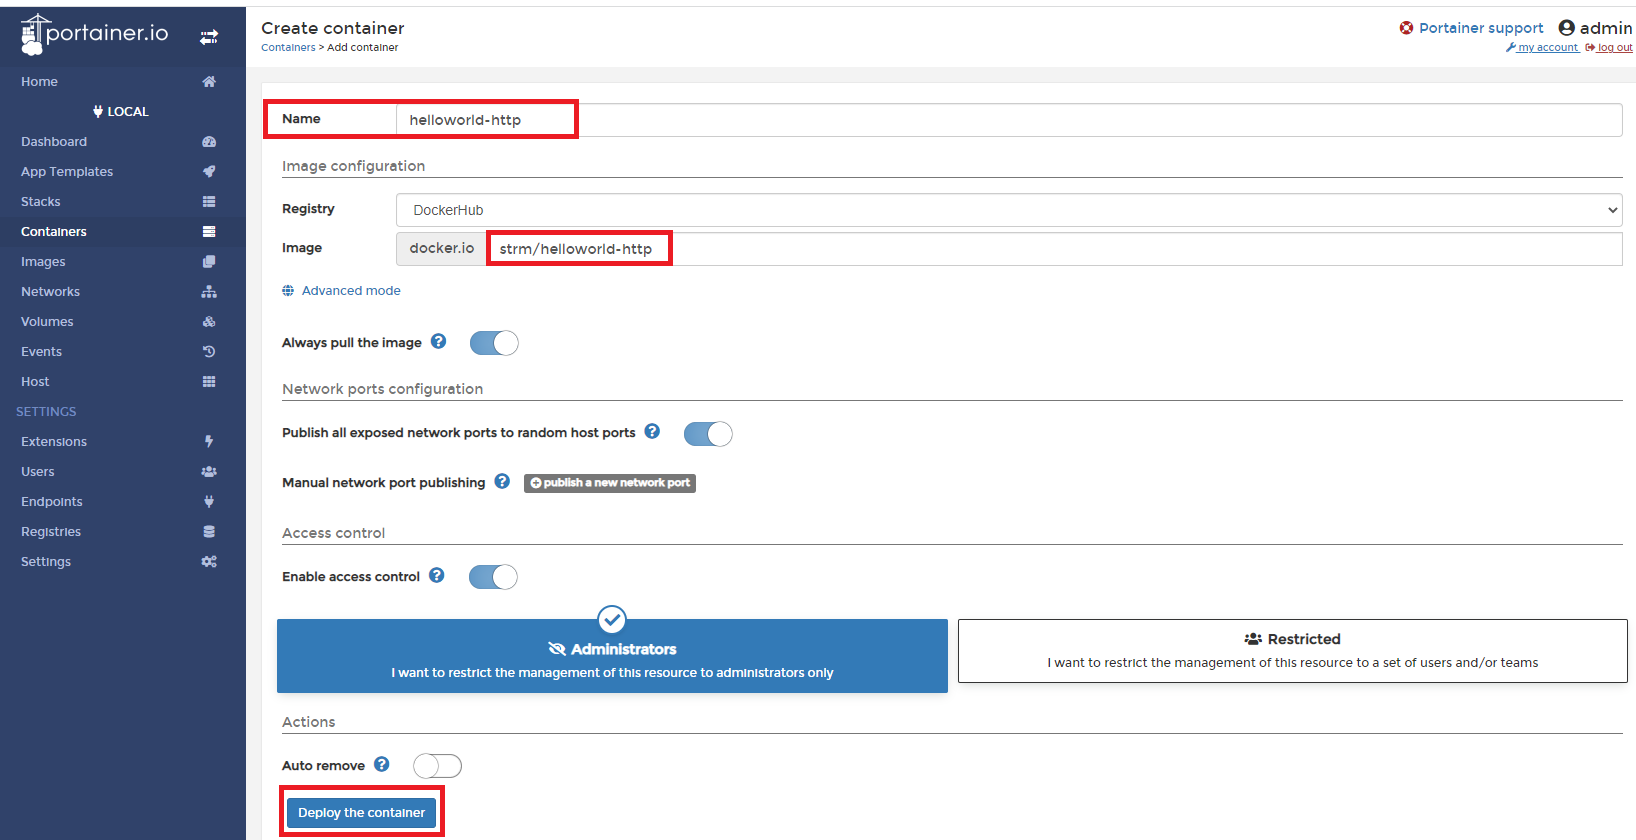 portainer.io
Home
LOCAL
Dashboard
App Templates
Stacks
Containers
Images
Networks
Volumes
Events
Host
SETTINGS
Extensions
Users
Endpoints
Registries
Settings
Create container
Containers > Add container
Portainer support admin
my account log out
Name helloworld-http
Image configuration
Registry DockerHub
Image docker.io strm/helloworld-http
Advanced mode
Always pull the image
Network ports configuration
Publish all exposed network ports to random host ports
Manual network port publishing publish a new network port
Access control
Enable access control
Administrators
I want to restrict the management of this resource to administrators only
Restricted
I want to restrict the management of this resource to a set of users and/or teams
Actions
Auto remove
Deploy the container